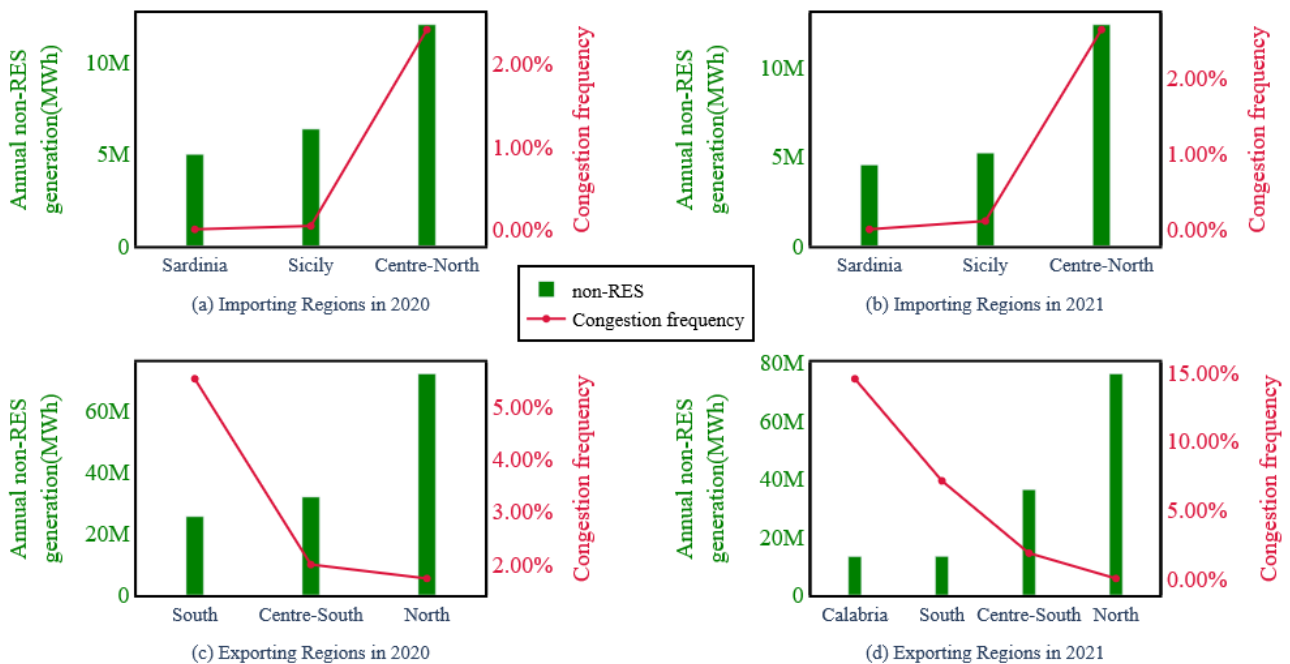 Annual non-RES
generation(MWh)
10M
5M
0
2.00%
1.00%
0.00%
Congestion frequency
Sardinia
Sicily
Centre-North
(a) Importing Regions in 2020
Annual non-RES
generation(MWh)
10M
5M
0
2.00%
1.00%
0.00%
Congestion frequency
Sardinia
Sicily
Centre-North
(b) Importing Regions in 2021
non-RES
Congestion frequency
Annual non-RES
generation(MWh)
60M
40M
20M
0
5.00%
4.00%
3.00%
2.00%
Congestion frequency
South
Centre-South
North
(c) Exporting Regions in 2020
Annual non-RES
generation(MWh)
80M
60M
40M
20M
0
15.00%
10.00%
5.00%
0.00%
Congestion frequency
Calabria
South
Centre-South
North
(d) Exporting Regions in 2021